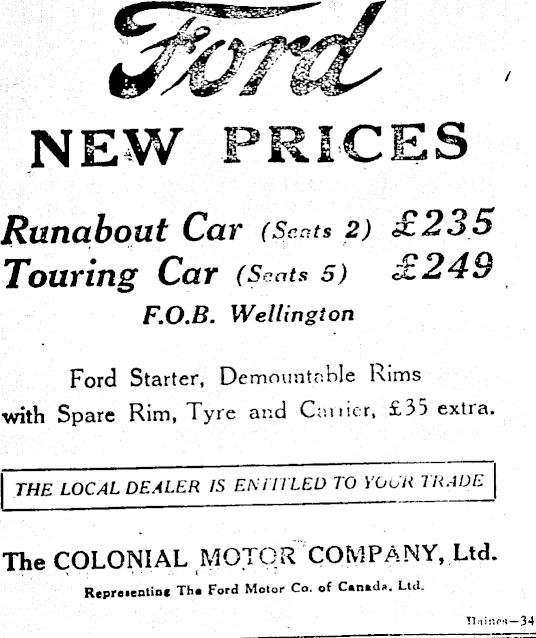 Ford
NEW PRICES
Runabout Car (Seats 2) £235
Touring Car (Seats 5) £249
F.O.B. Wellington
Ford Starter, Demountable Rims
with Spare Rim, Tyre and Carrier, £35 extra.
THE LOCAL DEALER IS ENTITLED TO YOUR TRADE
The COLONIAL MOTOR COMPANY, Ltd.
Representing The Ford Motor Co. of Canada, Ltd.
Haines—34